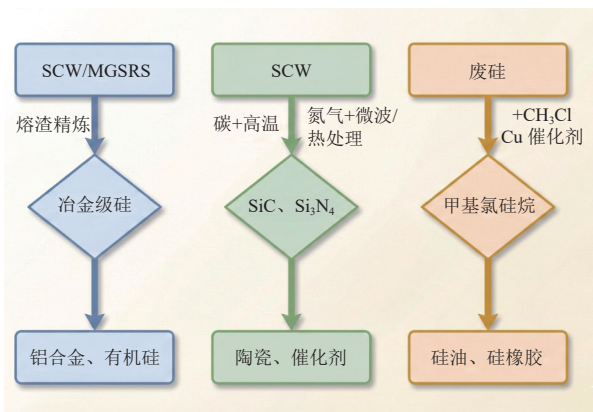 SCW/MGSRS
熔渣精炼
冶金级硅
铝合金、有机硅
SCW
碳+高温
氮气+微波/
热处理
SiC、Si₃N₄
陶瓷、催化剂
废硅
+CH₃Cl
Cu 催化剂
甲基氯硅烷
硅油、硅橡胶